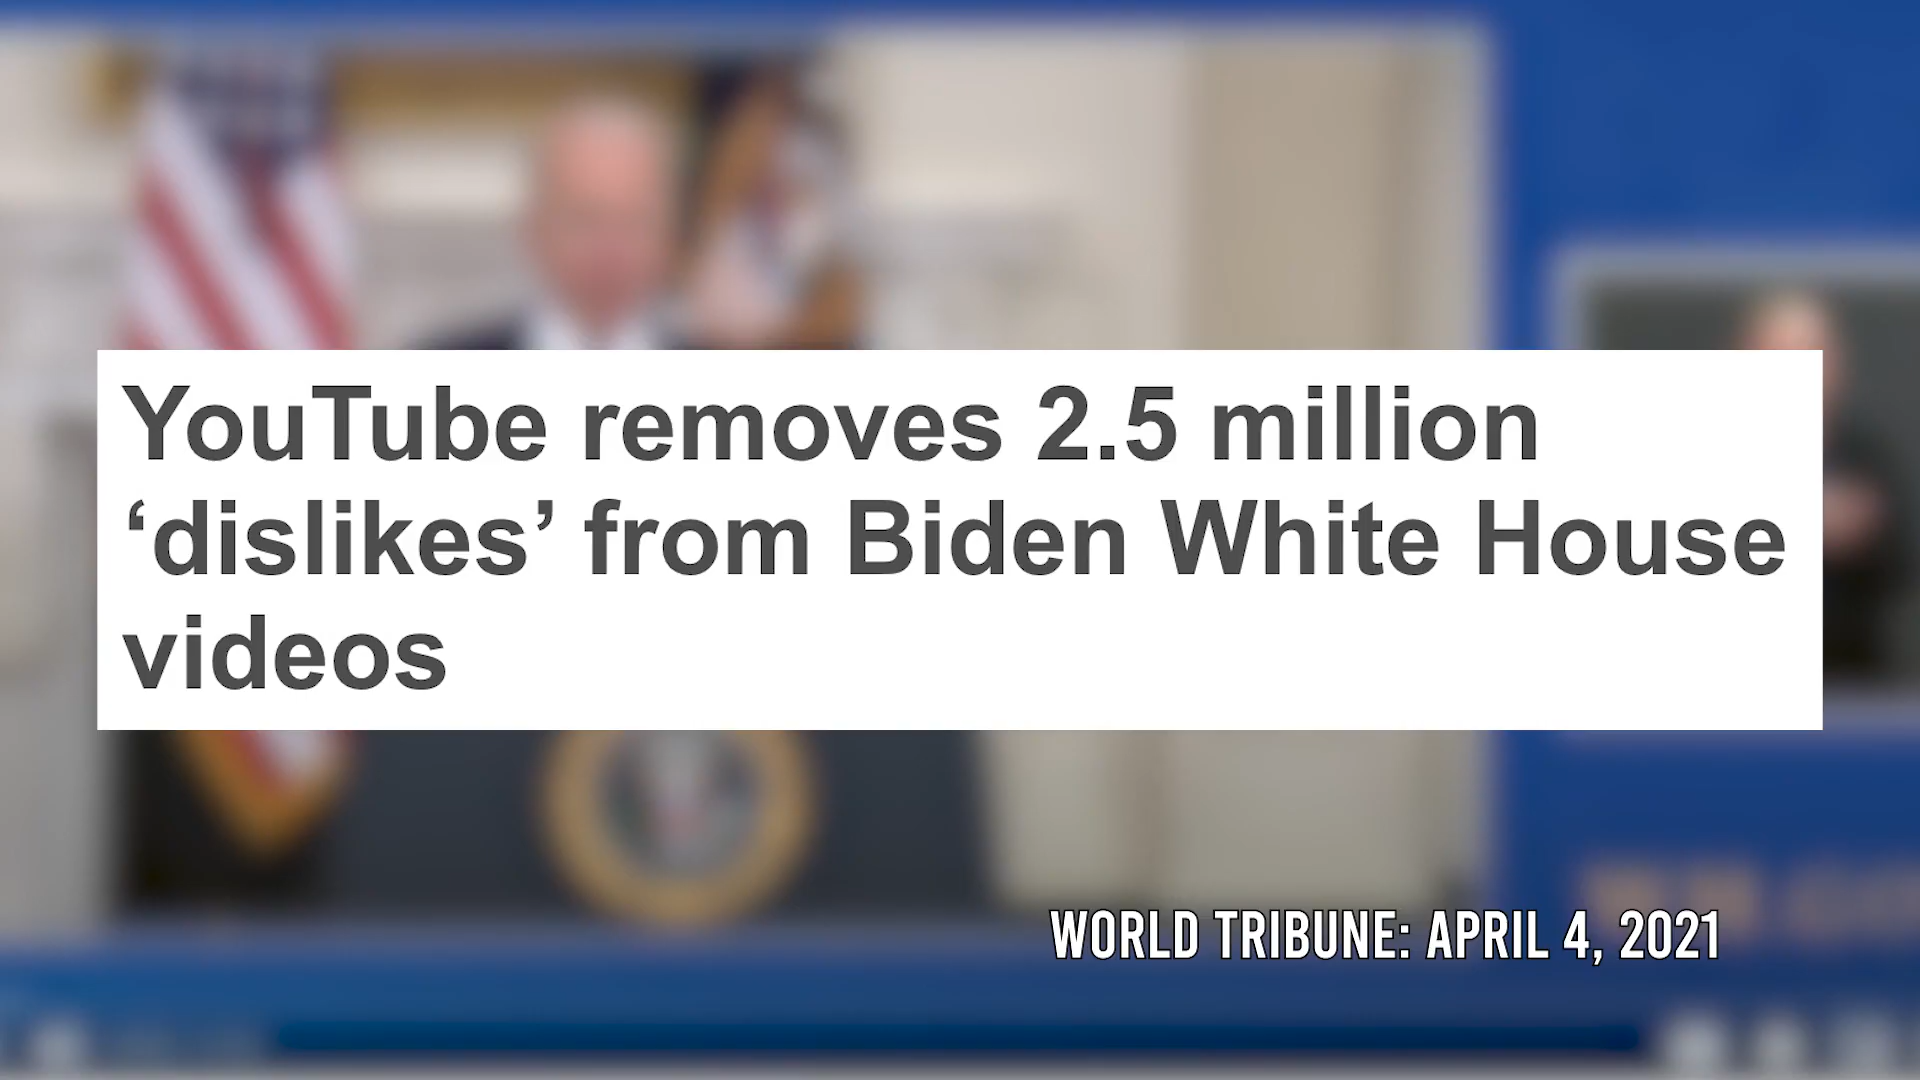 YouTube removes 2.5 million
‘dislikes’ from Biden White House
videos
WORLD TRIBUNE: APRIL 4, 2021